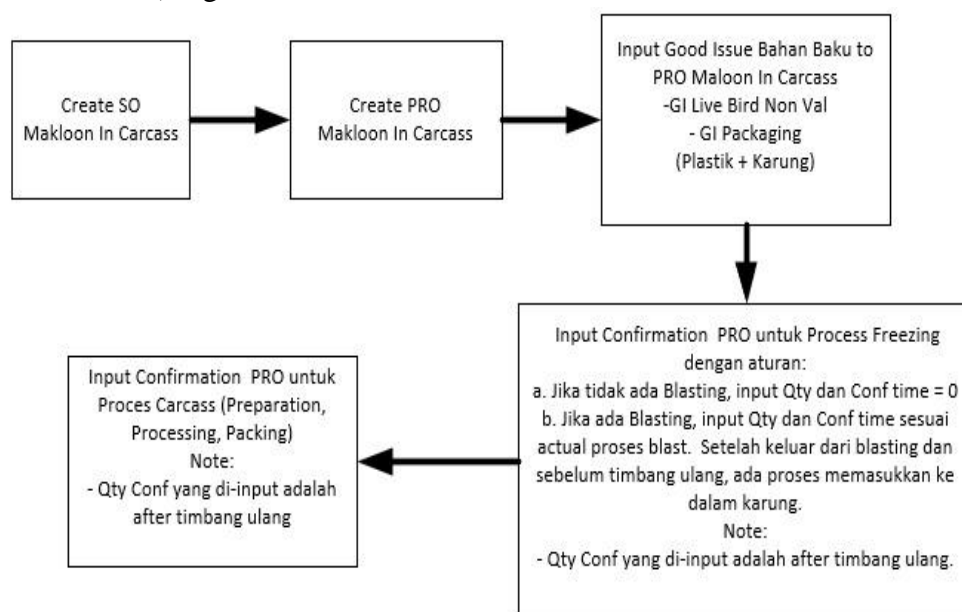 Create SO
Makloon In Carcass
Create PRO
Makloon In Carcass
Input Good Issue Bahan Baku to
PRO Maloon In Carcass
-GI Live Bird Non Val
- GI Packaging
(Plastik + Karung)
Input Confirmation PRO untuk Process Freezing
dengan aturan:
a. Jika tidak ada Blasting, input Qty dan Conf time = 0
b. Jika ada Blasting, input Qty dan Conf time sesuai
actual proses blast. Setelah keluar dari blasting dan
sebelum timbang ulang, ada proses memasukkan ke
dalam karung.
Note:
- Qty Conf yang di-input adalah after timbang ulang.
Input Confirmation PRO untuk
Proces Carcass (Preparation,
Processing, Packing)
Note:
- Qty Conf yang di-input adalah
after timbang ulang